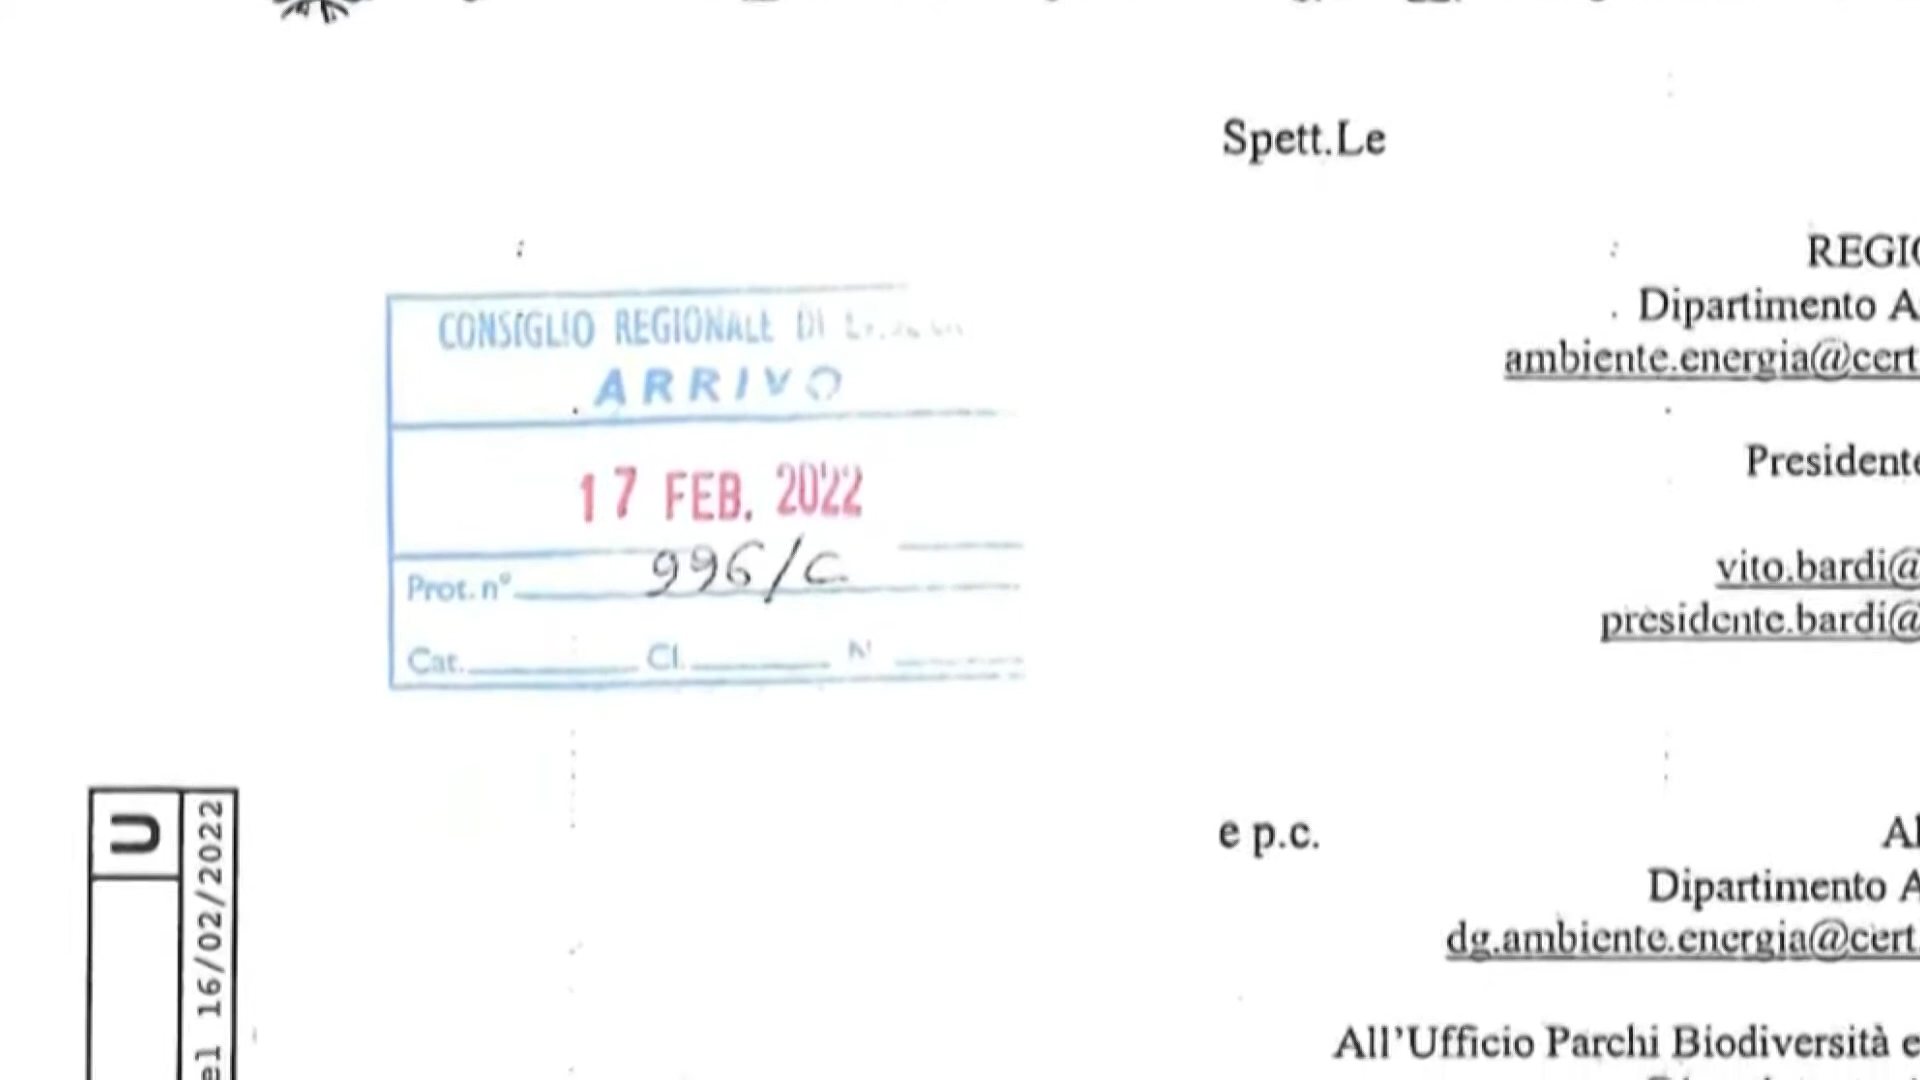 Spett.Le
REGIO
Dipartimento A
ambiente.energia@cert
Presidente
vito.bardi@
presidente.bardi@
CONSIGLIO REGIONALE DI
ARRIVO
17 FEB. 2022
Prot. n° 996/C
Cat. Cl. N°
U
el 16/02/2022
e p.c.
Al
Dipartimento A
dg.ambiente.energia@cert.
All'Ufficio Parchi Biodiversità e